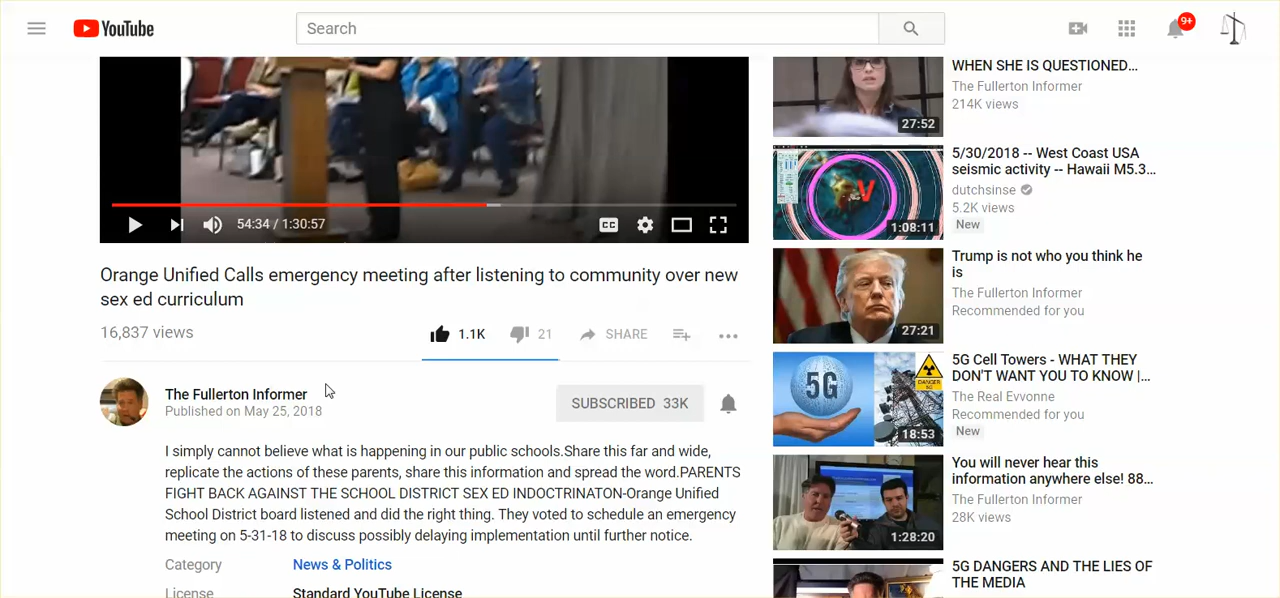 YouTube
Search
9+
54:34 / 1:30:57
CC
Orange Unified Calls emergency meeting after listening to community over new
sex ed curriculum
16,837 views
1.1K
21
SHARE
The Fullerton Informer
Published on May 25, 2018
SUBSCRIBED 33K
I simply cannot believe what is happening in our public schools.Share this far and wide,
replicate the actions of these parents, share this information and spread the word.PARENTS
FIGHT BACK AGAINST THE SCHOOL DISTRICT SEX ED INDOCTRINATON-Orange Unified
School District board listened and did the right thing. They voted to schedule an emergency
meeting on 5-31-18 to discuss possibly delaying implementation until further notice.
Category
News & Politics
License
Standard YouTube License
27:52
WHEN SHE IS QUESTIONED...
The Fullerton Informer
214K views
1:08:11
5/30/2018 -- West Coast USA
seismic activity -- Hawaii M5.3...
dutchsinse
5.2K views
New
27:21
Trump is not who you think he
is
The Fullerton Informer
Recommended for you
5G
DANGER
5G
18:53
5G Cell Towers - WHAT THEY
DON'T WANT YOU TO KNOW |...
The Real Evvonne
Recommended for you
New
1:28:20
You will never hear this
information anywhere else! 88...
The Fullerton Informer
28K views
5G DANGERS AND THE LIES OF
THE MEDIA